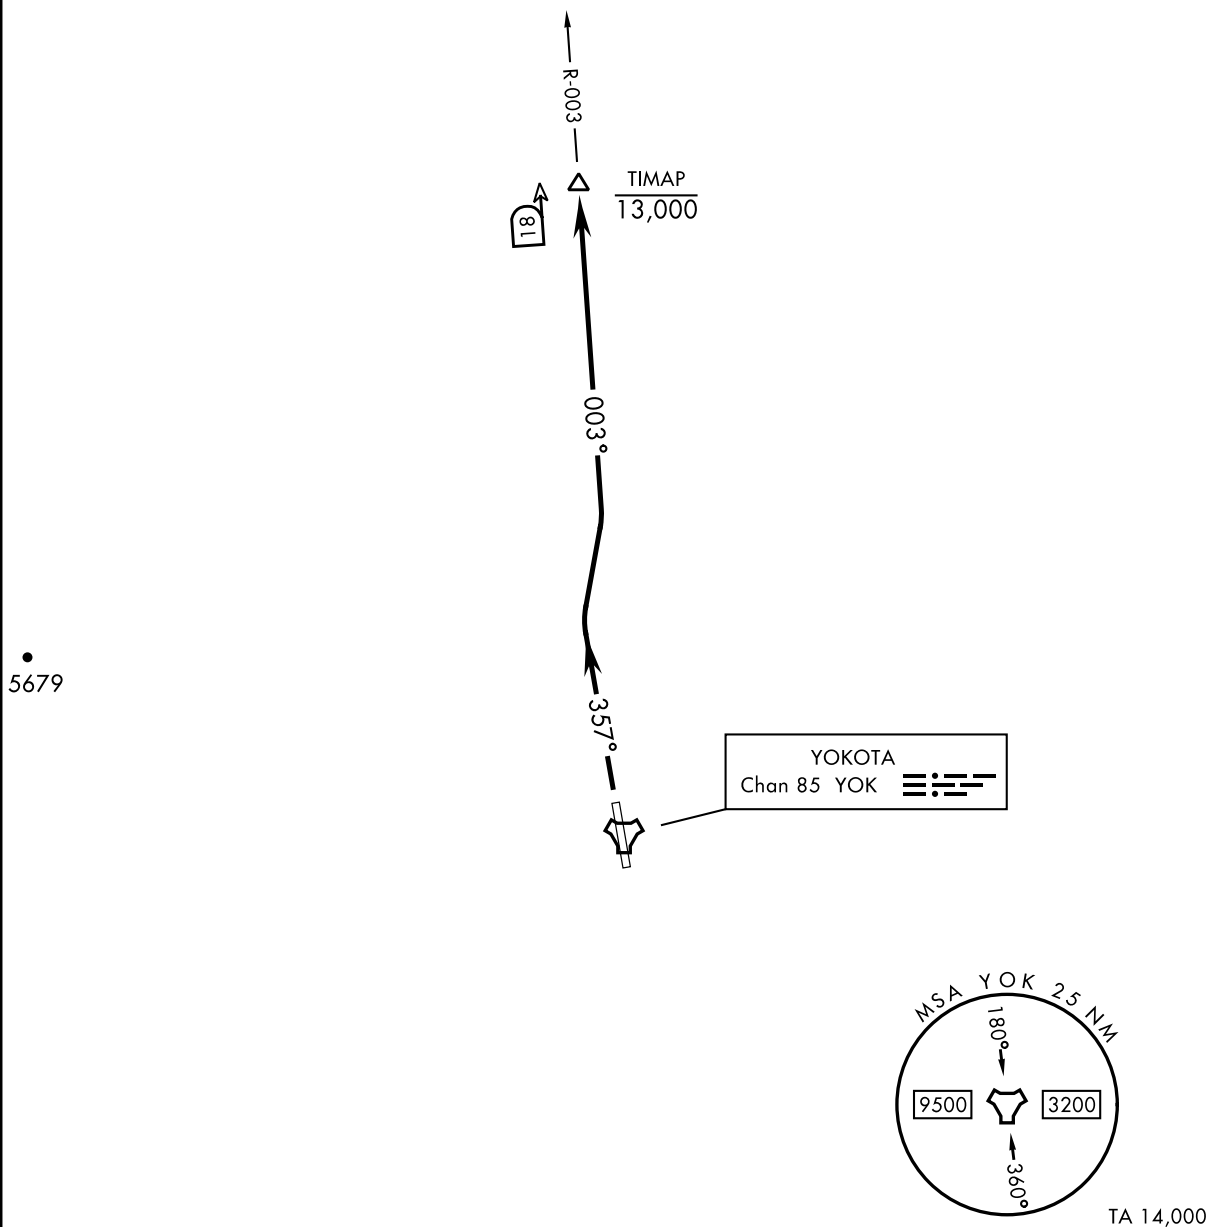 R-003
TIMAP
13,000
18
003°
5679
357°
YOKOTA
Chan 85 YOK
MSA YOK 25 NM
180°
9500
3200
360°
TA 14,000